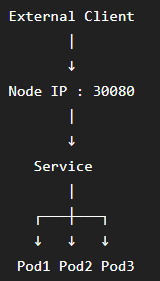 External Client
Node IP : 30080
Service
Pod1 Pod2 Pod3